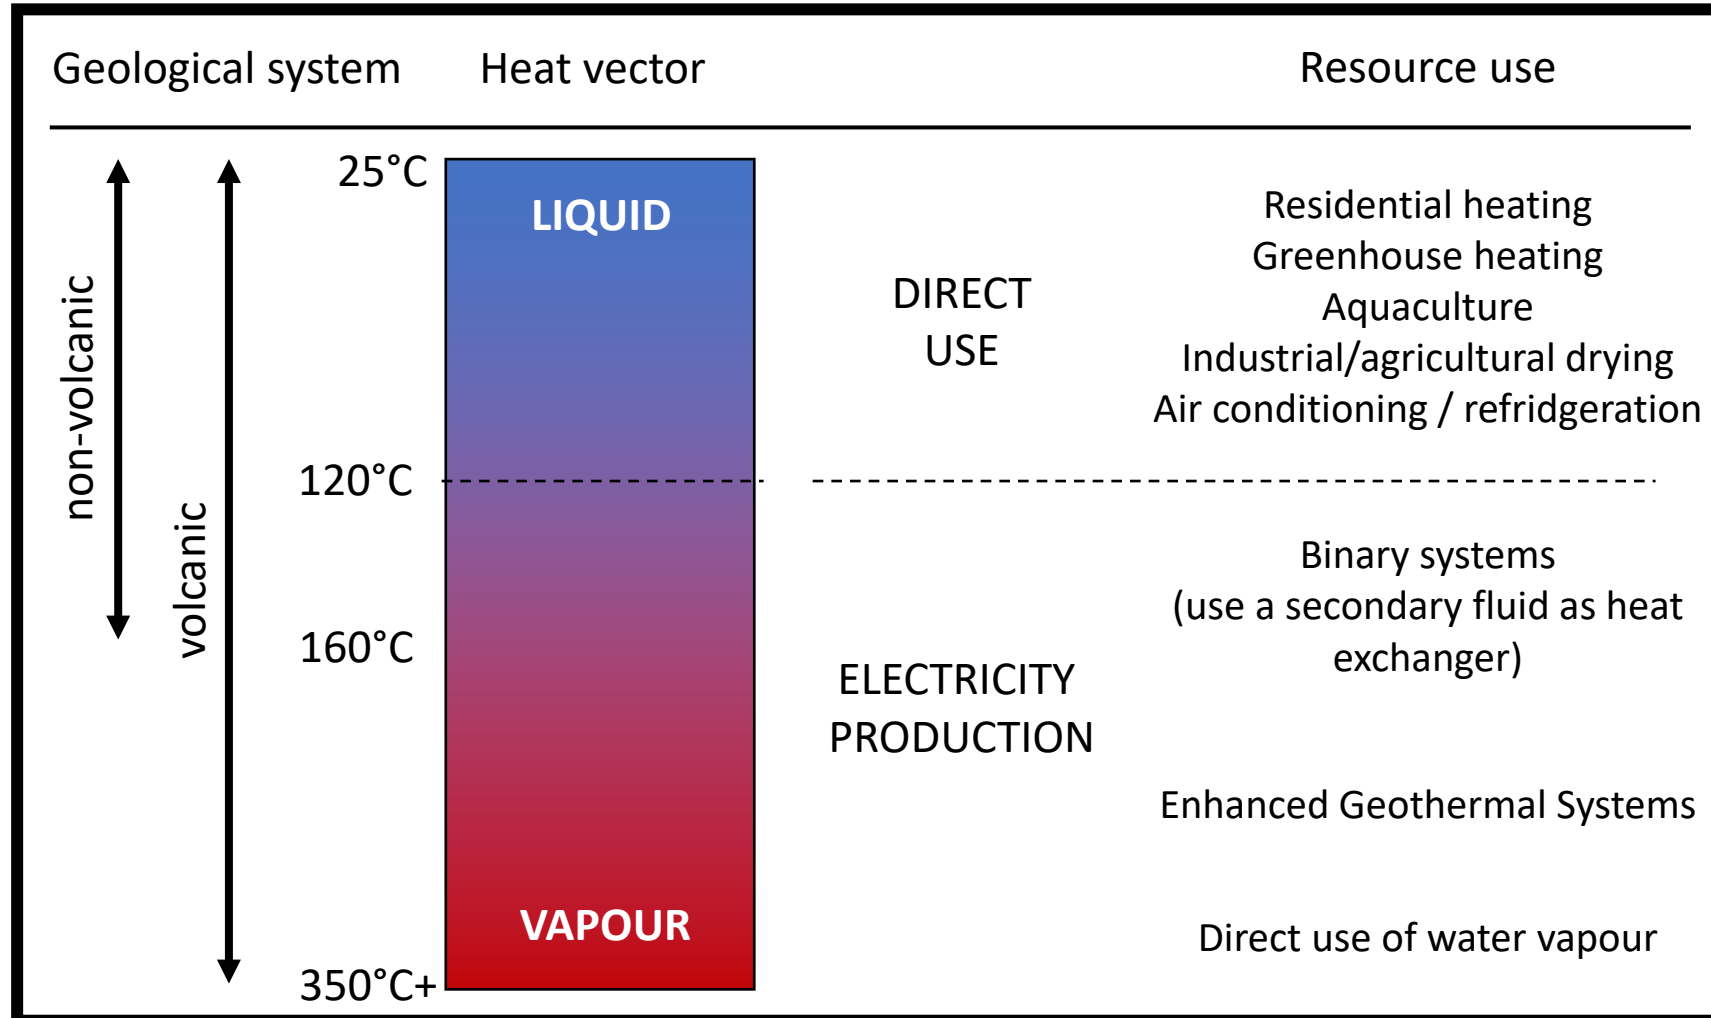 Geological system
Heat vector
Resource use
non-volcanic
volcanic
25°C
120°C
160°C
350°C+
LIQUID
VAPOUR
DIRECT
USE
ELECTRICITY
PRODUCTION
Residential heating
Greenhouse heating
Aquaculture
Industrial/agricultural drying
Air conditioning / refridgeration
Binary systems
(use a secondary fluid as heat
exchanger)
Enhanced Geothermal Systems
Direct use of water vapour